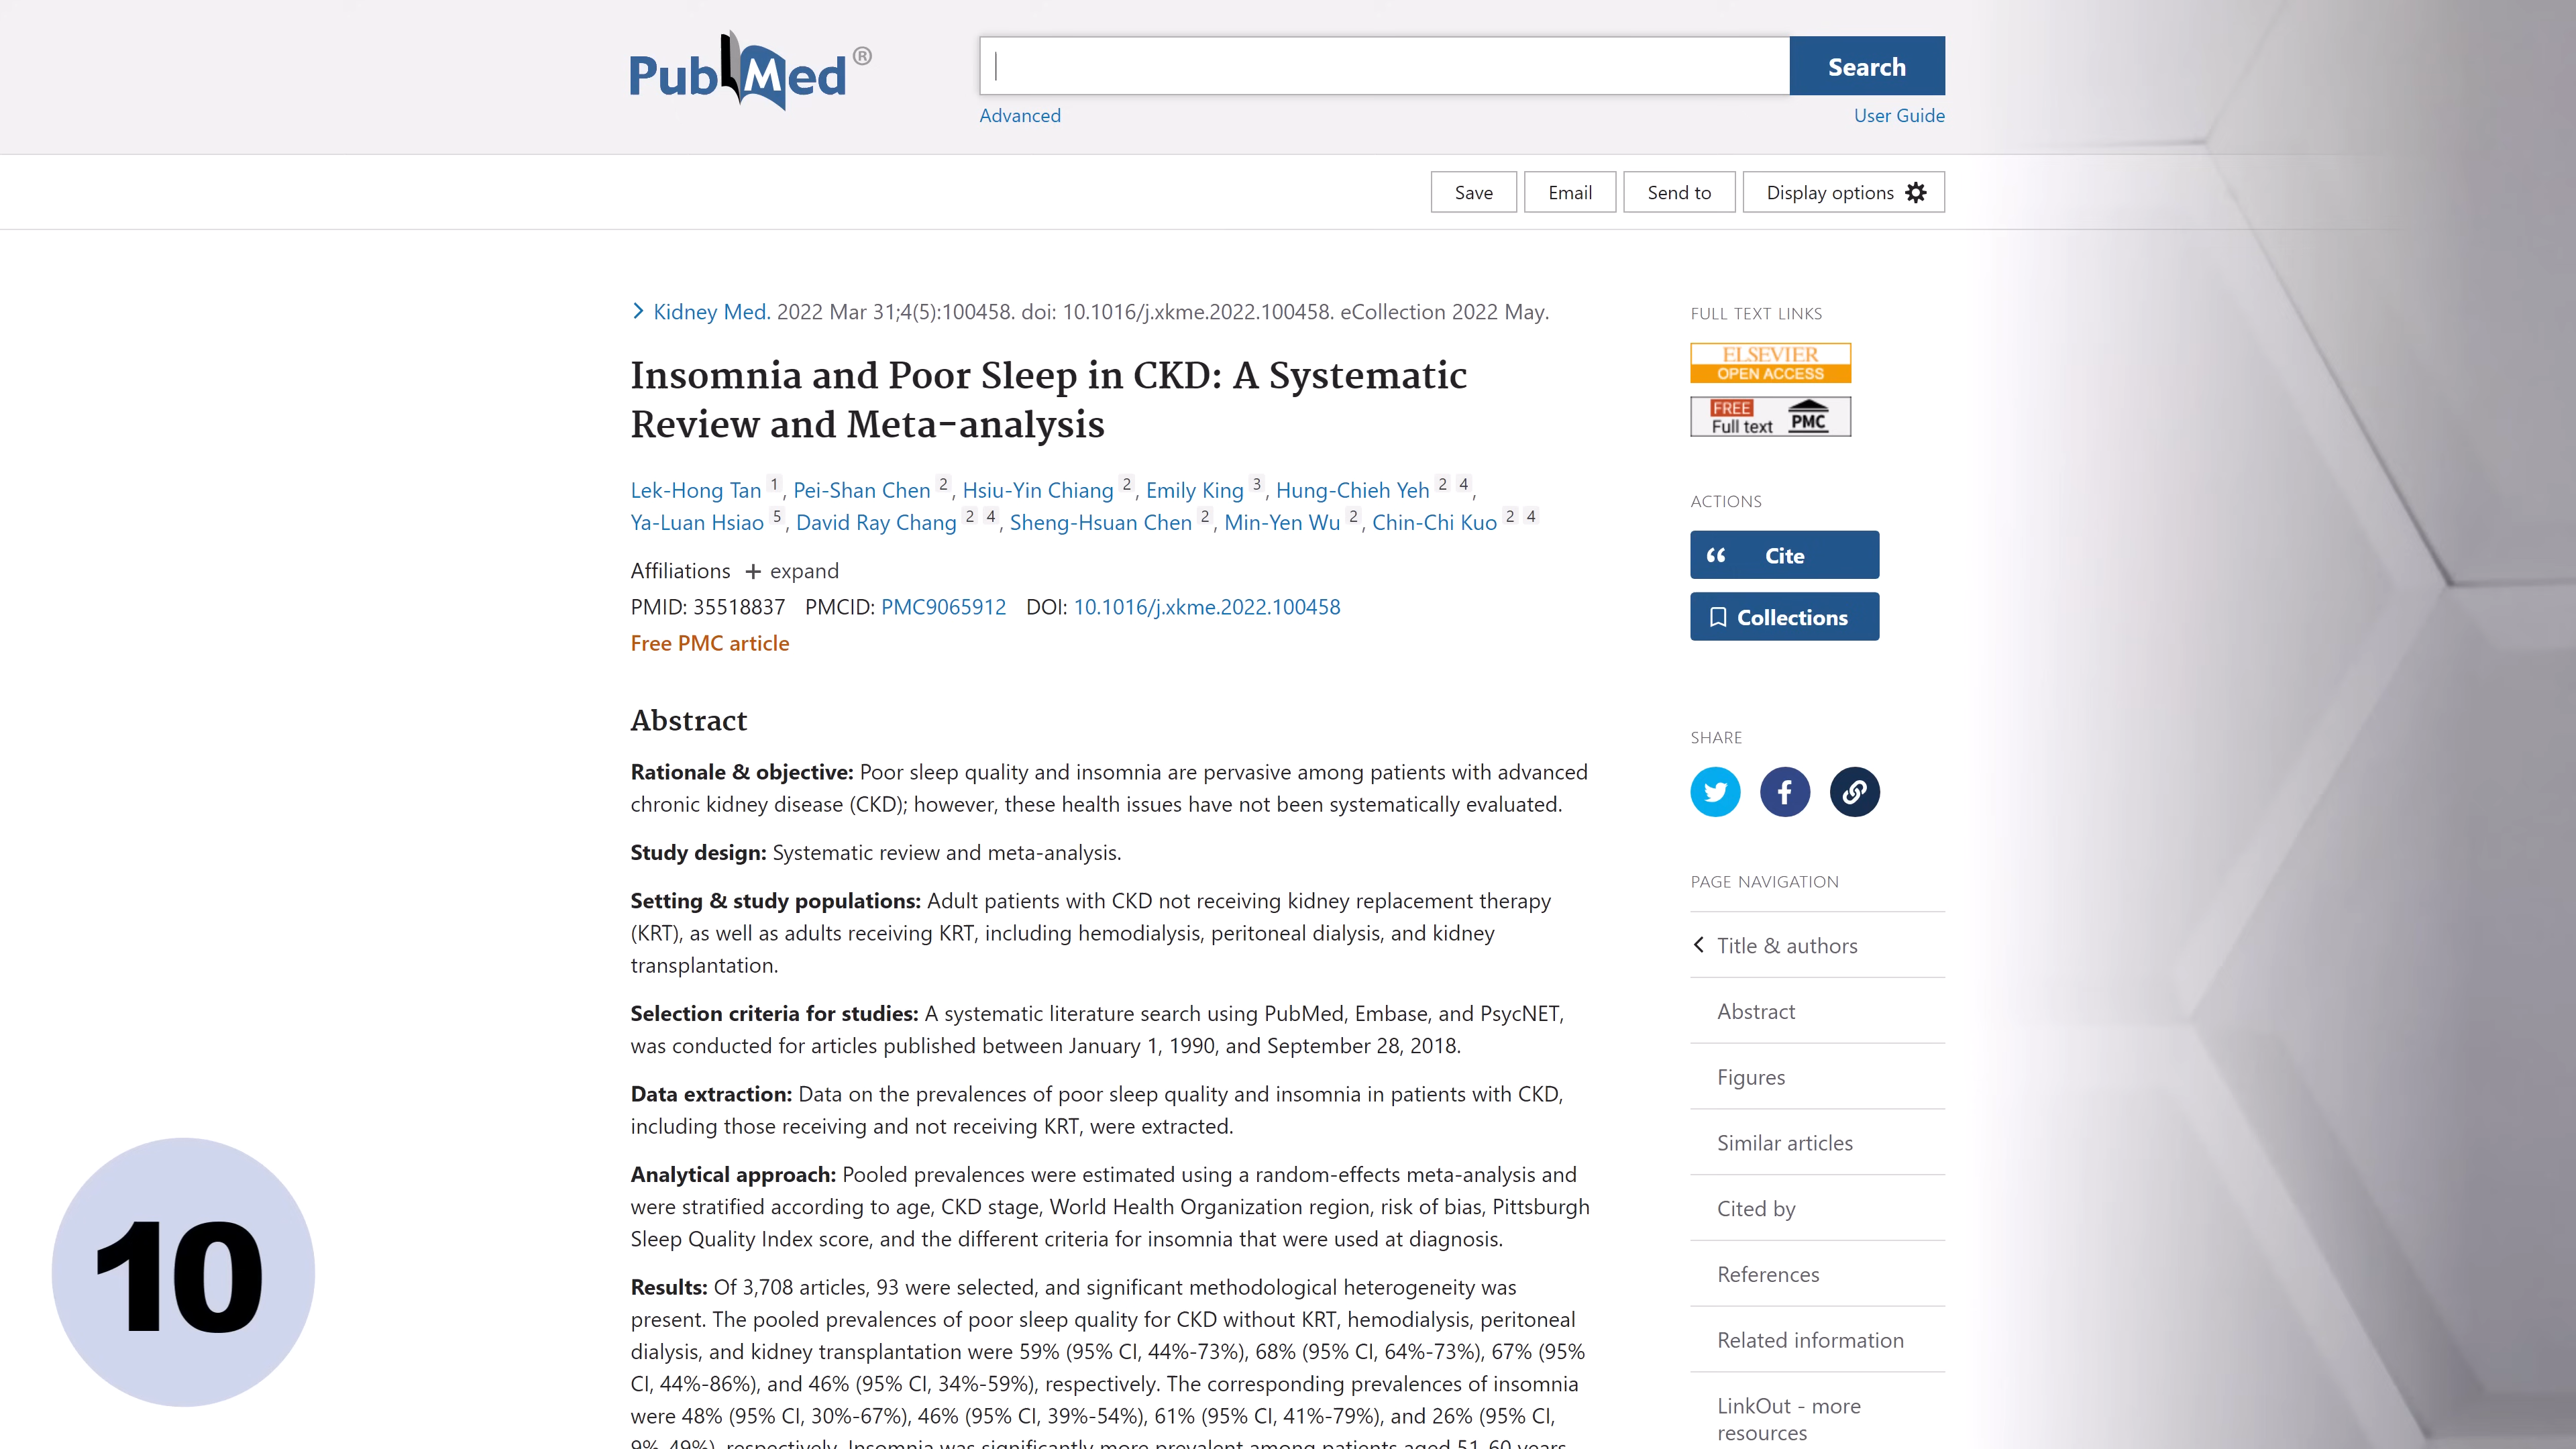 PubMed®
Search
Advanced
User Guide
Save
Email
Send to
Display options
Kidney Med. 2022 Mar 31;4(5):100458. doi: 10.1016/j.xkme.2022.100458. eCollection 2022 May.
Insomnia and Poor Sleep in CKD: A Systematic
Review and Meta-analysis
Lek-Hong Tan 1, Pei-Shan Chen 2, Hsiu-Yin Chiang 2, Emily King 3, Hung-Chieh Yeh 2 4,
Ya-Luan Hsiao 5, David Ray Chang 2 4, Sheng-Hsuan Chen 2, Min-Yen Wu 2, Chin-Chi Kuo 2 4
Affiliations + expand
PMID: 35518837 PMCID: PMC9065912 DOI: 10.1016/j.xkme.2022.100458
Free PMC article
Abstract
Rationale & objective: Poor sleep quality and insomnia are pervasive among patients with advanced
chronic kidney disease (CKD); however, these health issues have not been systematically evaluated.
Study design: Systematic review and meta-analysis.
Setting & study populations: Adult patients with CKD not receiving kidney replacement therapy
(KRT), as well as adults receiving KRT, including hemodialysis, peritoneal dialysis, and kidney
transplantation.
Selection criteria for studies: A systematic literature search using PubMed, Embase, and PsycNET,
was conducted for articles published between January 1, 1990, and September 28, 2018.
Data extraction: Data on the prevalences of poor sleep quality and insomnia in patients with CKD,
including those receiving and not receiving KRT, were extracted.
Analytical approach: Pooled prevalences were estimated using a random-effects meta-analysis and
were stratified according to age, CKD stage, World Health Organization region, risk of bias, Pittsburgh
Sleep Quality Index score, and the different criteria for insomnia that were used at diagnosis.
Results: Of 3,708 articles, 93 were selected, and significant methodological heterogeneity was
present. The pooled prevalences of poor sleep quality for CKD without KRT, hemodialysis, peritoneal
dialysis, and kidney transplantation were 59% (95% CI, 44%-73%), 68% (95% CI, 64%-73%), 67% (95%
CI, 44%-86%), and 46% (95% CI, 34%-59%), respectively. The corresponding prevalences of insomnia
were 48% (95% CI, 30%-67%), 46% (95% CI, 39%-54%), 61% (95% CI, 41%-79%), and 26% (95% CI,
9%-49%), respectively. Insomnia was significantly more prevalent among patients aged 51-60 years
FULL TEXT LINKS
ELSEVIER
OPEN ACCESS
FREE
Full text PMC
ACTIONS
Cite
Collections
SHARE
PAGE NAVIGATION
Title & authors
Abstract
Figures
Similar articles
Cited by
References
Related information
LinkOut - more
resources
10